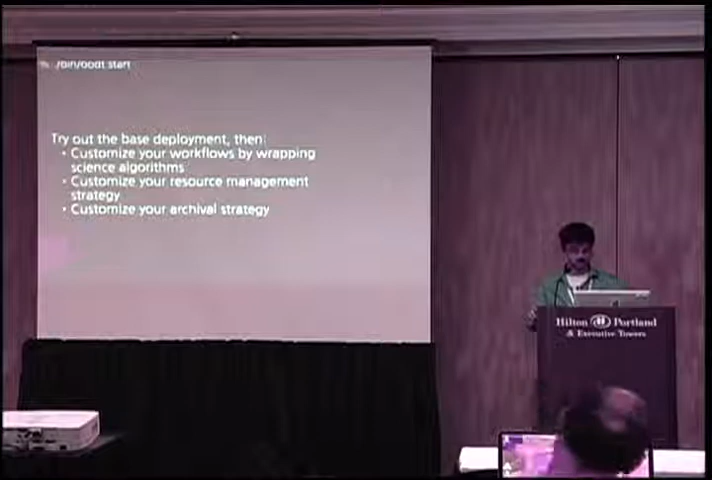 ./bin/oodt start
Try out the base deployment, then:
• Customize your workflows by wrapping
science algorithms
• Customize your resource management
strategy
• Customize your archival strategy
Hilton Portland
& Executive Towers